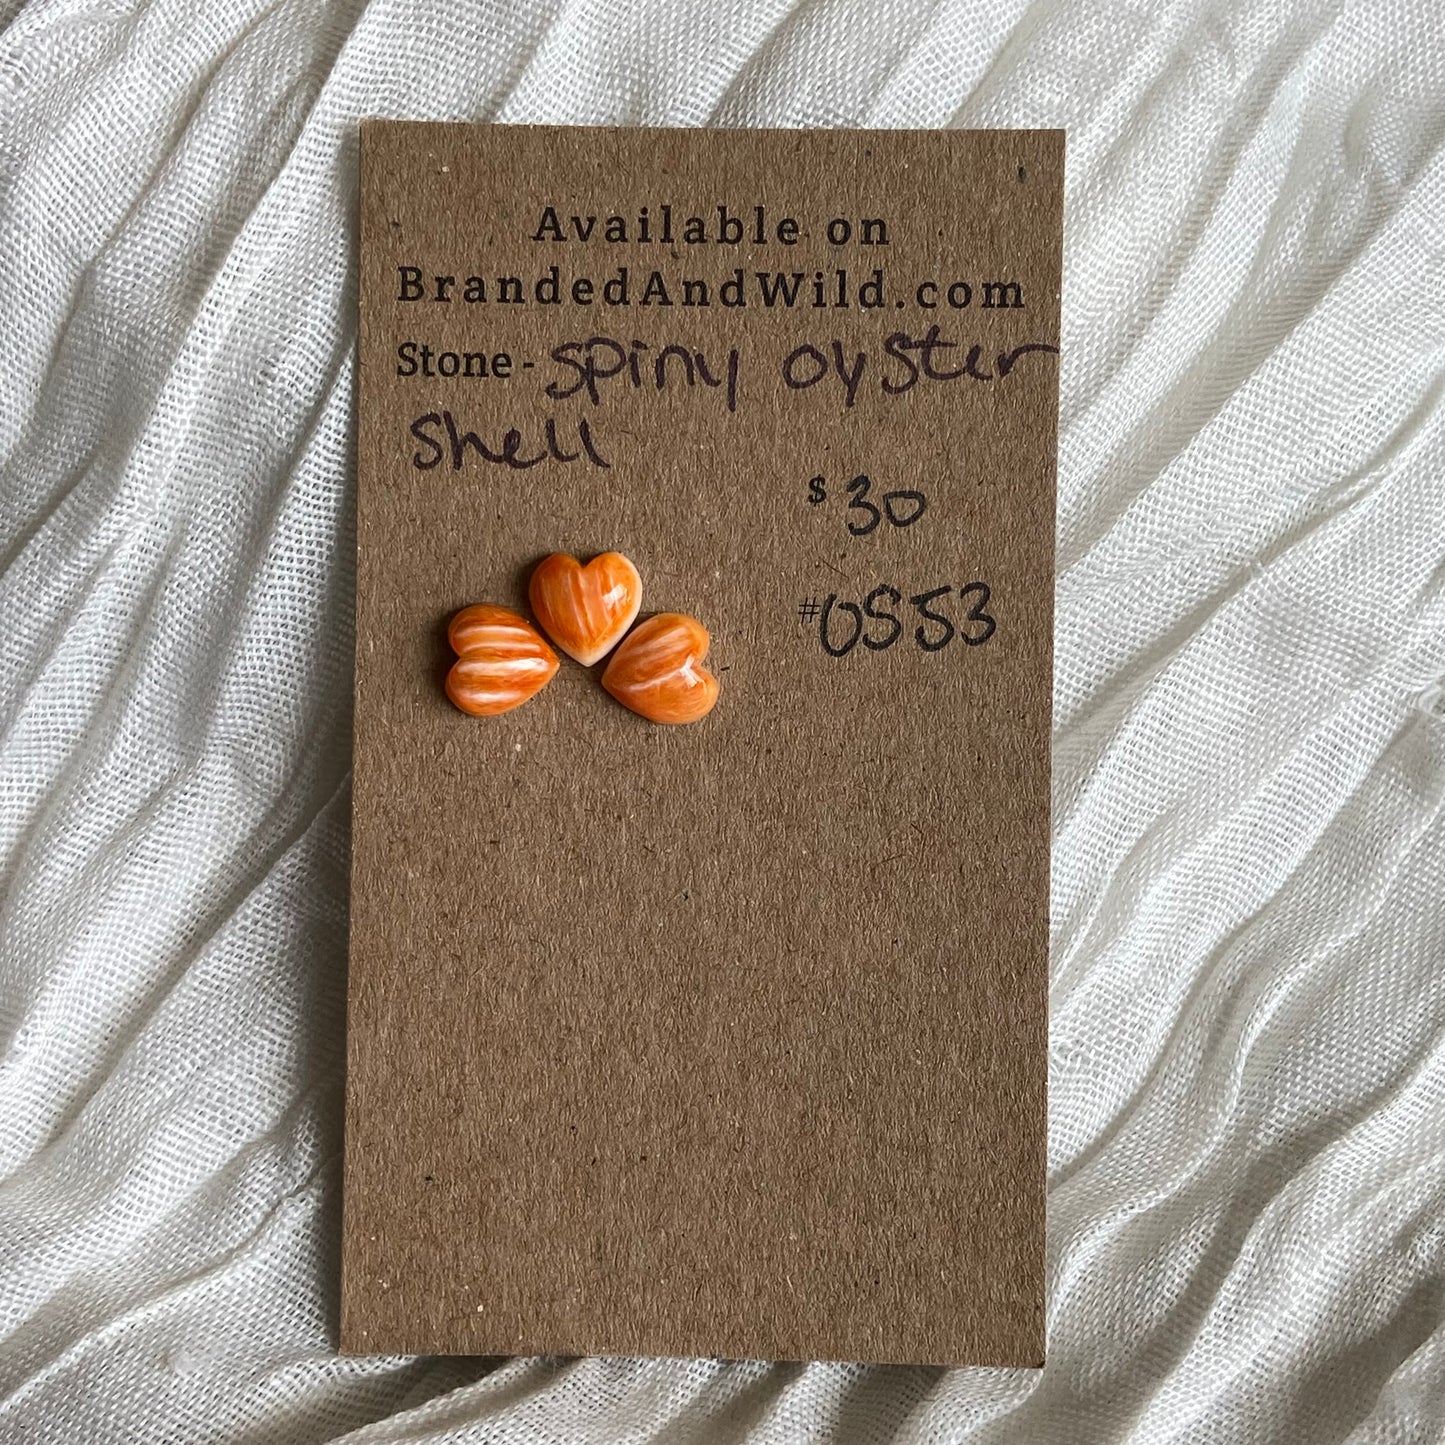 Available on
BrandedAndWild.com
Stone - spiny oyster
shell
$ 30
#OS53